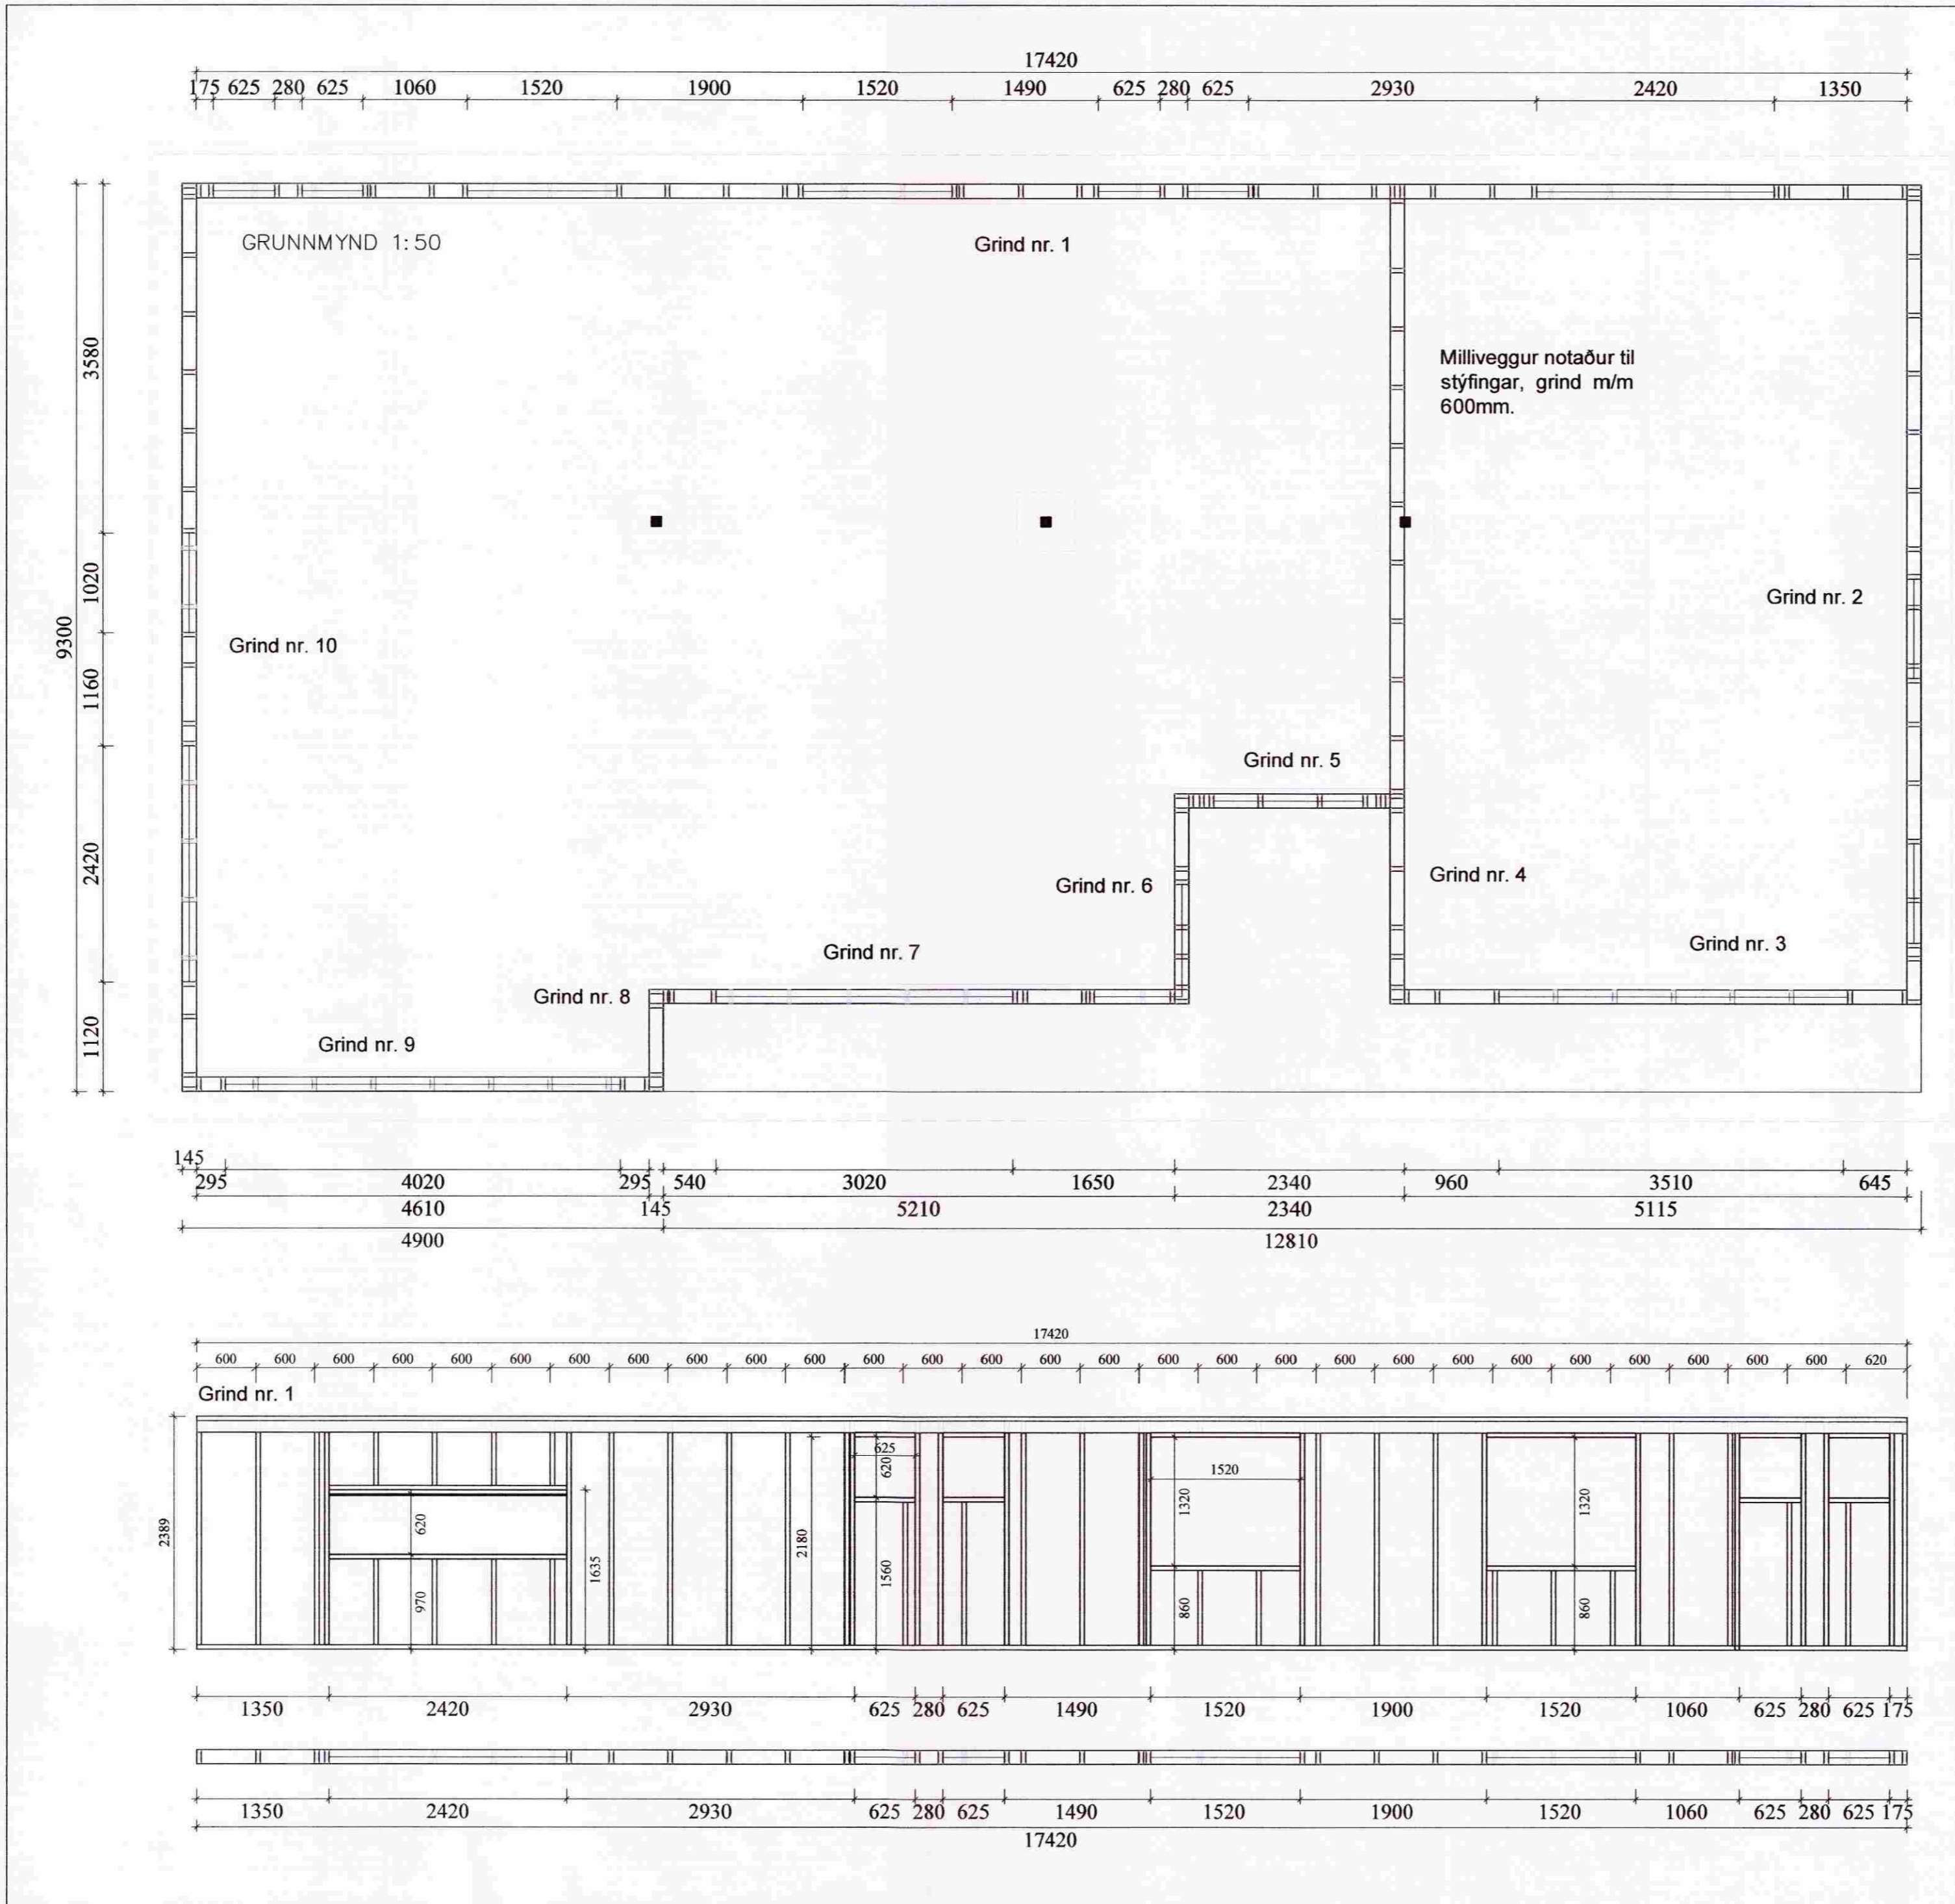 17420
175 625 280 625 1060 1520 1900 1520 1490 625 280 625 2930 2420 1350
GRUNNMYND 1:50
Grind nr. 1
3580
Milliveggur notaður til
stýfingar, grind m/m
600mm.
1020
9300
Grind nr. 2
Grind nr. 10
1160
Grind nr. 5
2420
Grind nr. 4
Grind nr. 6
Grind nr. 3
Grind nr. 7
Grind nr. 8
1120
Grind nr. 9
145
295 4020 295 540 3020 1650 2340 960 3510 645
4610 145 5210 2340 5115
4900 12810
17420
600 600 600 600 600 600 600 600 600 600 600 600 600 600 600 600 600 600 600 600 600 600 600 600 600 600 600 600 620
Grind nr. 1
2389
620
970
1635
2180
625
620
1560
1520
1320
860
1320
860
1350 2420 2930 625 280 625 1490 1520 1900 1520 1060 625 280 625 175
1350 2420 2930 625 280 625 1490 1520 1900 1520 1060 625 280 625 175
17420